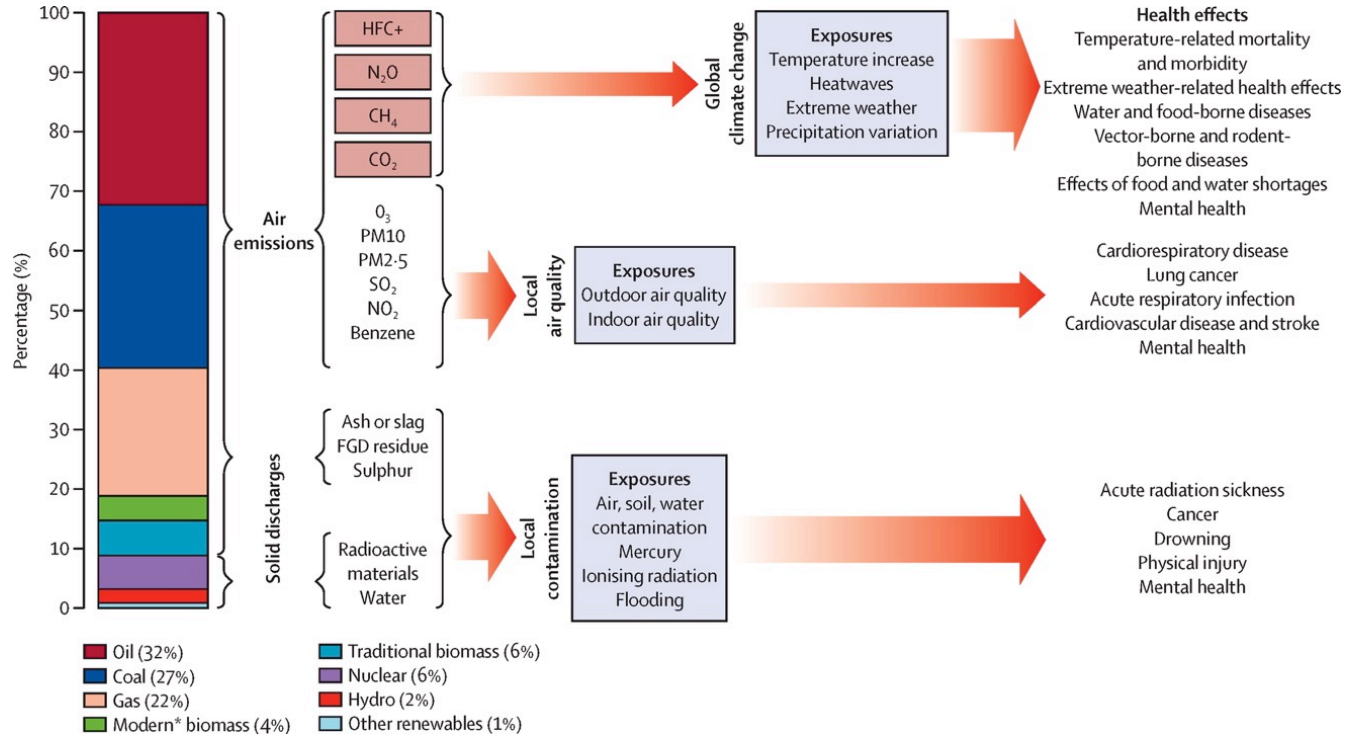 Percentage (%)
100
90
80
70
60
50
40
30
20
10
0
Air
emissions
Solid discharges
HFC+
N₂O
CH₄
CO₂
O₃
PM10
PM2·5
SO₂
NO₂
Benzene
Ash or slag
FGD residue
Sulphur
Radioactive
materials
Water
Global
climate change
Exposures
Temperature increase
Heatwaves
Extreme weather
Precipitation variation
Health effects
Temperature-related mortality
and morbidity
Extreme weather-related health effects
Water and food-borne diseases
Vector-borne and rodent-
borne diseases
Effects of food and water shortages
Mental health
Local
air quality
Exposures
Outdoor air quality
Indoor air quality
Cardiorespiratory disease
Lung cancer
Acute respiratory infection
Cardiovascular disease and stroke
Mental health
Local
contamination
Exposures
Air, soil, water
contamination
Mercury
Ionising radiation
Flooding
Acute radiation sickness
Cancer
Drowning
Physical injury
Mental health
Oil (32%)
Coal (27%)
Gas (22%)
Modern* biomass (4%)
Traditional biomass (6%)
Nuclear (6%)
Hydro (2%)
Other renewables (1%)